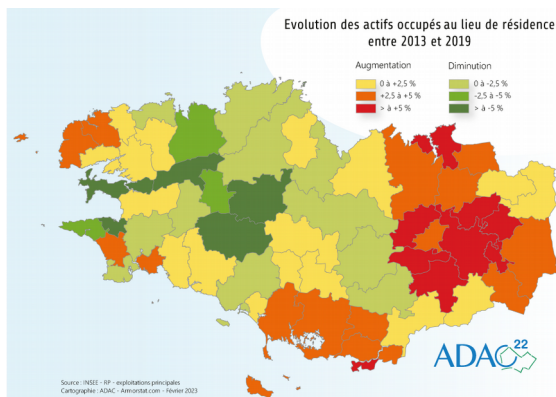 Evolution des actifs occupés au lieu de résidence
entre 2013 et 2019
Augmentation
0 à +2,5 %
+2,5 à +5 %
> à +5 %
Diminution
0 à -2,5 %
-2,5 à -5 %
> à -5 %
ADAC 22
Source : INSEE - RP - exploitations principales
Cartographie : ADAC - Armorstat.com - Février 2023